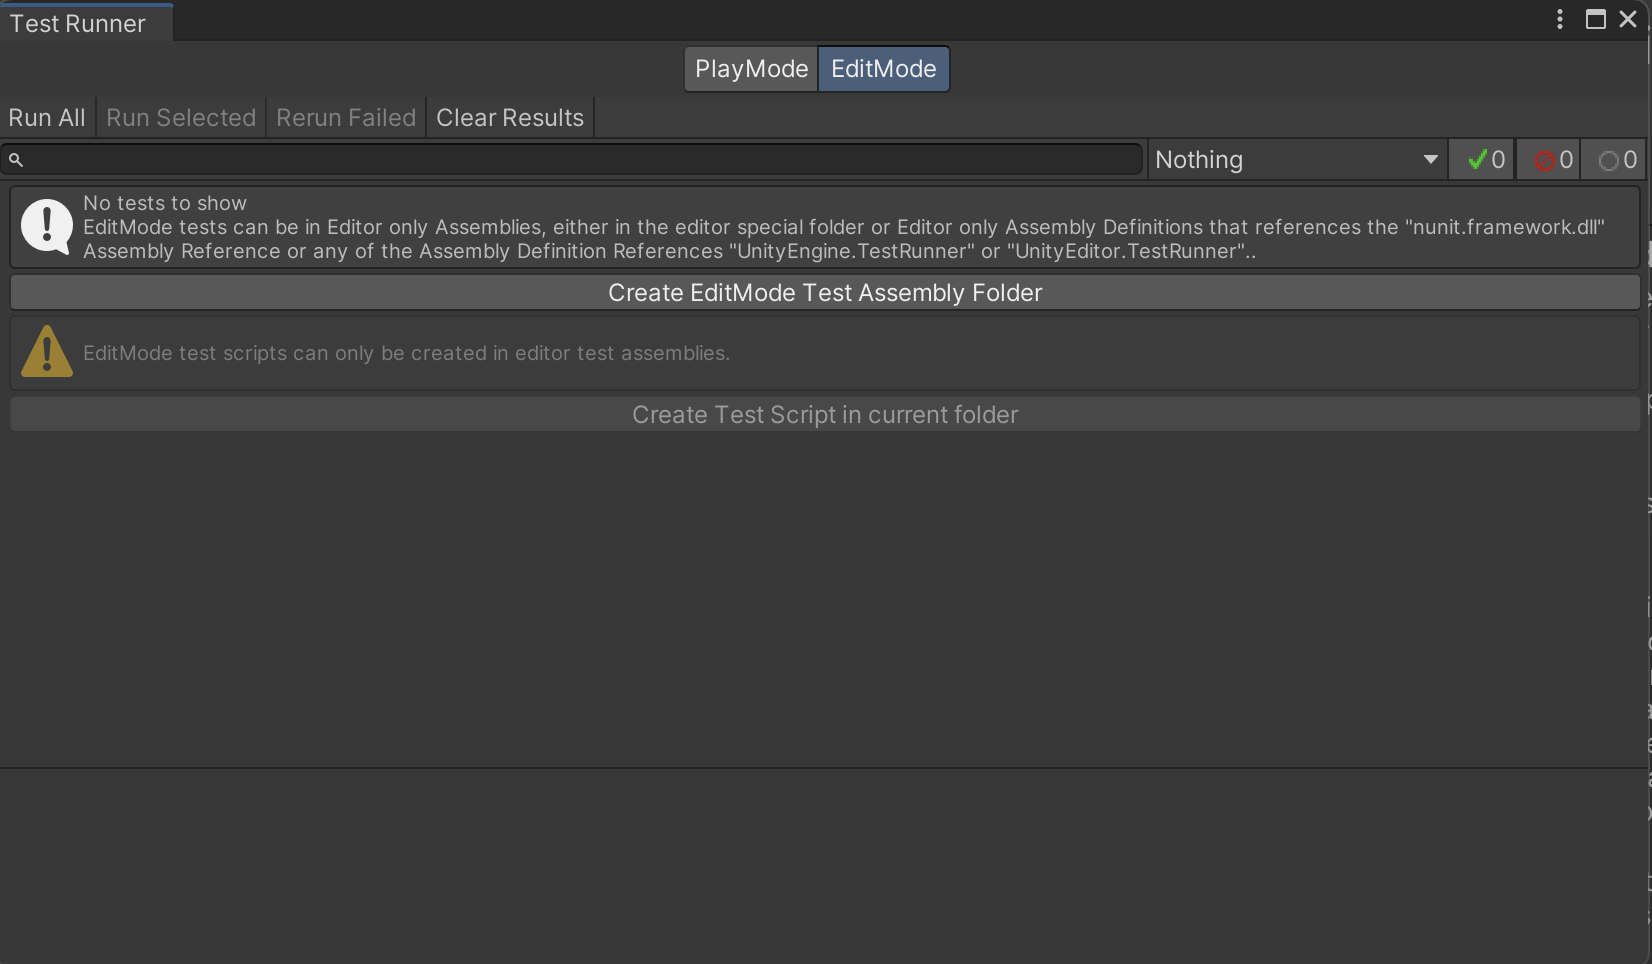 Test Runner
PlayMode EditMode
Run All Run Selected Rerun Failed Clear Results
Nothing 0 0 0
No tests to show
EditMode tests can be in Editor only Assemblies, either in the editor special folder or Editor only Assembly Definitions that references the "nunit.framework.dll"
Assembly Reference or any of the Assembly Definition References "UnityEngine.TestRunner" or "UnityEditor.TestRunner"..
Create EditMode Test Assembly Folder
EditMode test scripts can only be created in editor test assemblies.
Create Test Script in current folder